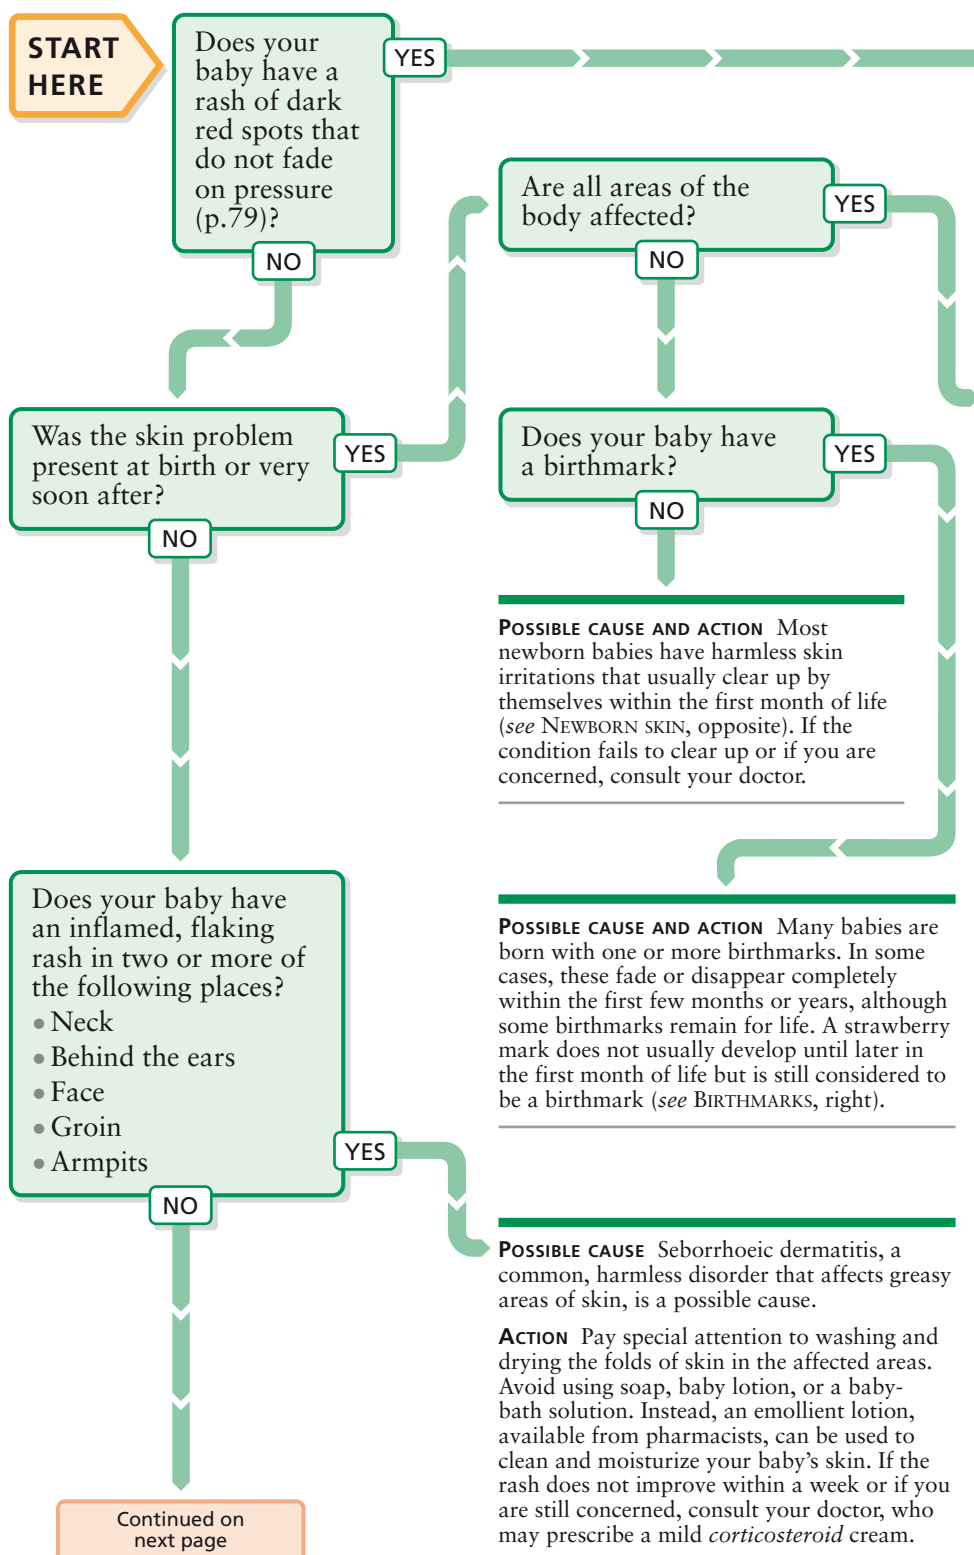 START
HERE
Does your
baby have a
rash of dark
red spots that
do not fade
on pressure
(p.79)?
YES
NO
Are all areas of the
body affected?
YES
NO
Was the skin problem
present at birth or very
soon after?
YES
NO
Does your baby have
a birthmark?
YES
NO
POSSIBLE CAUSE AND ACTION Most
newborn babies have harmless skin
irritations that usually clear up by
themselves within the first month of life
(see NEWBORN SKIN, opposite). If the
condition fails to clear up or if you are
concerned, consult your doctor.
Does your baby have
an inflamed, flaking
rash in two or more of
the following places?
• Neck
• Behind the ears
• Face
• Groin
• Armpits
YES
NO
POSSIBLE CAUSE AND ACTION Many babies are
born with one or more birthmarks. In some
cases, these fade or disappear completely
within the first few months or years, although
some birthmarks remain for life. A strawberry
mark does not usually develop until later in
the first month of life but is still considered to
be a birthmark (see BIRTHMARKS, right).
POSSIBLE CAUSE Seborrhoeic dermatitis, a
common, harmless disorder that affects greasy
areas of skin, is a possible cause.
ACTION Pay special attention to washing and
drying the folds of skin in the affected areas.
Avoid using soap, baby lotion, or a baby-
bath solution. Instead, an emollient lotion,
available from pharmacists, can be used to
clean and moisturize your baby's skin. If the
rash does not improve within a week or if you
are still concerned, consult your doctor, who
may prescribe a mild corticosteroid cream.
Continued on
next page